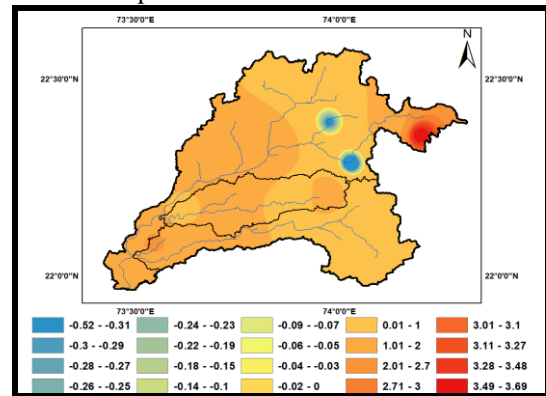 73°30'0"E 74°0'0"E
N
22°30'0"N 22°30'0"N
22°0'0"N 22°0'0"N
73°30'0"E 74°0'0"E
-0.52 - -0.31 -0.24 - -0.23 -0.09 - -0.07 0.01 - 1 3.01 - 3.1
-0.3 - -0.29 -0.22 - -0.19 -0.06 - -0.05 1.01 - 2 3.11 - 3.27
-0.28 - -0.27 -0.18 - -0.15 -0.04 - -0.03 2.01 - 2.7 3.28 - 3.48
-0.26 - -0.25 -0.14 - -0.1 -0.02 - 0 2.71 - 3 3.49 - 3.69